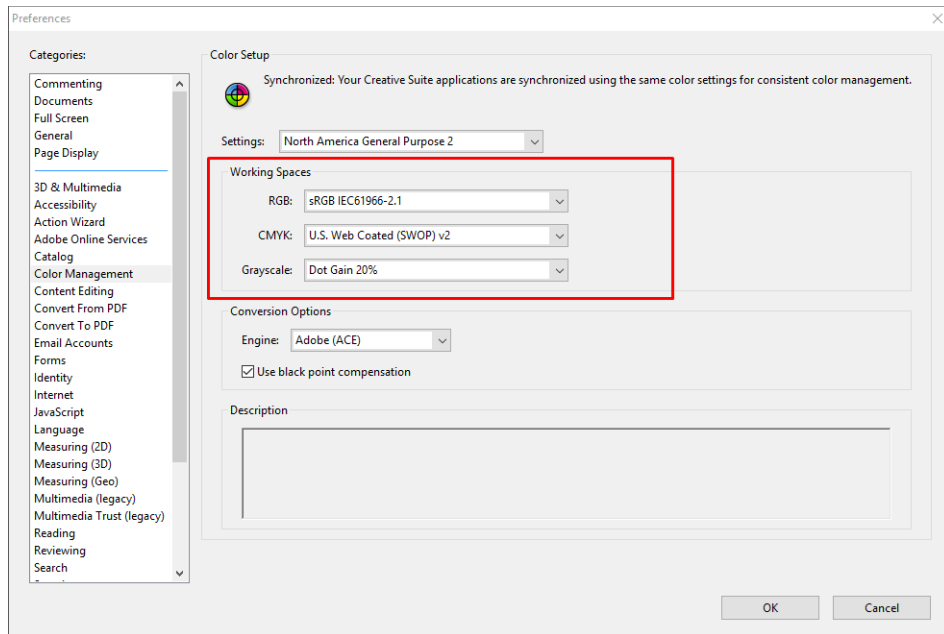 Preferences
Categories:
Commenting
Documents
Full Screen
General
Page Display
3D & Multimedia
Accessibility
Action Wizard
Adobe Online Services
Catalog
Color Management
Content Editing
Convert From PDF
Convert To PDF
Email Accounts
Forms
Identity
Internet
JavaScript
Language
Measuring (2D)
Measuring (3D)
Measuring (Geo)
Multimedia (legacy)
Multimedia Trust (legacy)
Reading
Reviewing
Search
Color Setup
Synchronized: Your Creative Suite applications are synchronized using the same color settings for consistent color management.
Settings: North America General Purpose 2
Working Spaces
RGB: sRGB IEC61966-2.1
CMYK: U.S. Web Coated (SWOP) v2
Grayscale: Dot Gain 20%
Conversion Options
Engine: Adobe (ACE)
Use black point compensation
Description
OK Cancel